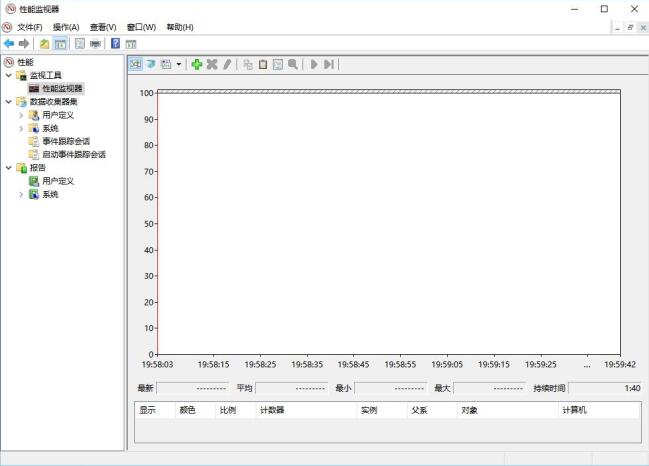 性能监视器
文件(F) 操作(A) 查看(V) 窗口(W) 帮助(H)
性能
监视工具
性能监视器
数据收集器集
用户定义
系统
事件跟踪会话
启动事件跟踪会话
报告
用户定义
系统
100
90
80
70
60
50
40
30
20
10
0
19:58:03 19:58:15 19:58:25 19:58:35 19:58:45 19:58:55 19:59:05 19:59:15 19:59:25 ... 19:59:42
最新 --------- 平均 --------- 最小 --------- 最大 --------- 持续时间 1:40
显示 颜色 比例 计数器 实例 父系 对象 计算机